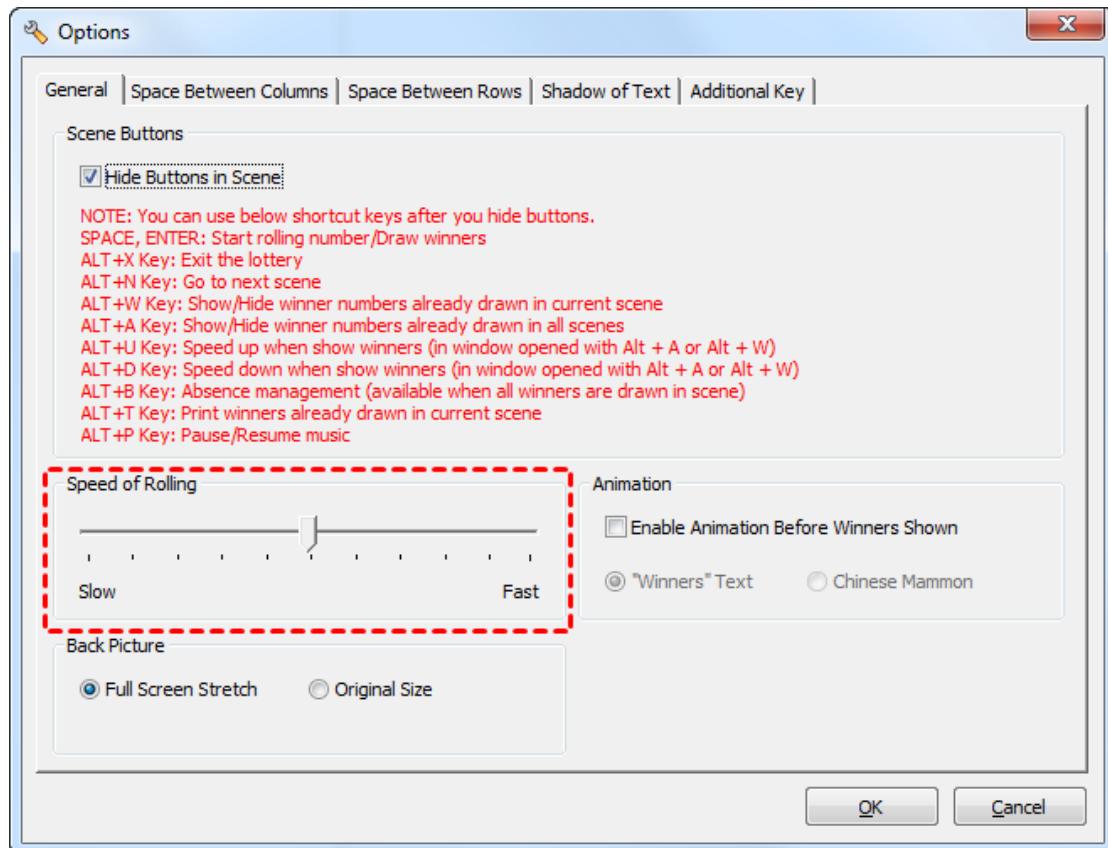 Options
General
Space Between Columns
Space Between Rows
Shadow of Text
Additional Key
Scene Buttons
Hide Buttons in Scene
NOTE: You can use below shortcut keys after you hide buttons.
SPACE, ENTER: Start rolling number/Draw winners
ALT+X Key: Exit the lottery
ALT+N Key: Go to next scene
ALT+W Key: Show/Hide winner numbers already drawn in current scene
ALT+A Key: Show/Hide winner numbers already drawn in all scenes
ALT+U Key: Speed up when show winners (in window opened with Alt + A or Alt + W)
ALT+D Key: Speed down when show winners (in window opened with Alt + A or Alt + W)
ALT+B Key: Absence management (available when all winners are drawn in scene)
ALT+T Key: Print winners already drawn in current scene
ALT+P Key: Pause/Resume music
Speed of Rolling
Slow
Fast
Animation
Enable Animation Before Winners Shown
"Winners" Text
Chinese Mammon
Back Picture
Full Screen Stretch
Original Size
OK
Cancel